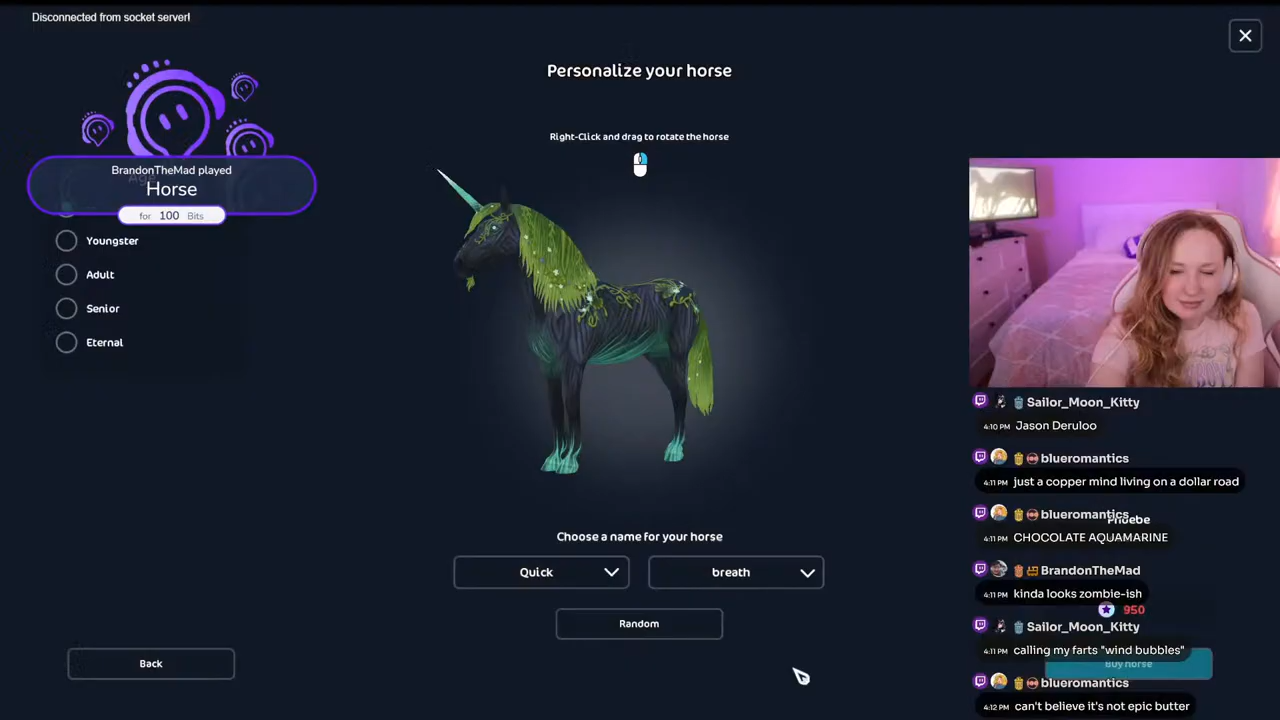 Disconnected from socket server!
Personalize your horse
Right-Click and drag to rotate the horse
BrandonTheMad played
Horse
for 100 Bits
Youngster
Adult
Senior
Eternal
Choose a name for your horse
Quick
breath
Random
Back
Sailor_Moon_Kitty
4:10 PM Jason Deruloo
blueromantics
4:11 PM just a copper mind living on a dollar road
blueromantics
Phoebe
4:11 PM CHOCOLATE AQUAMARINE
BrandonTheMad
4:11 PM kinda looks zombie-ish
950
Sailor_Moon_Kitty
4:11 PM calling my farts "wind bubbles"
Buy horse
blueromantics
4:12 PM can't believe it's not epic butter